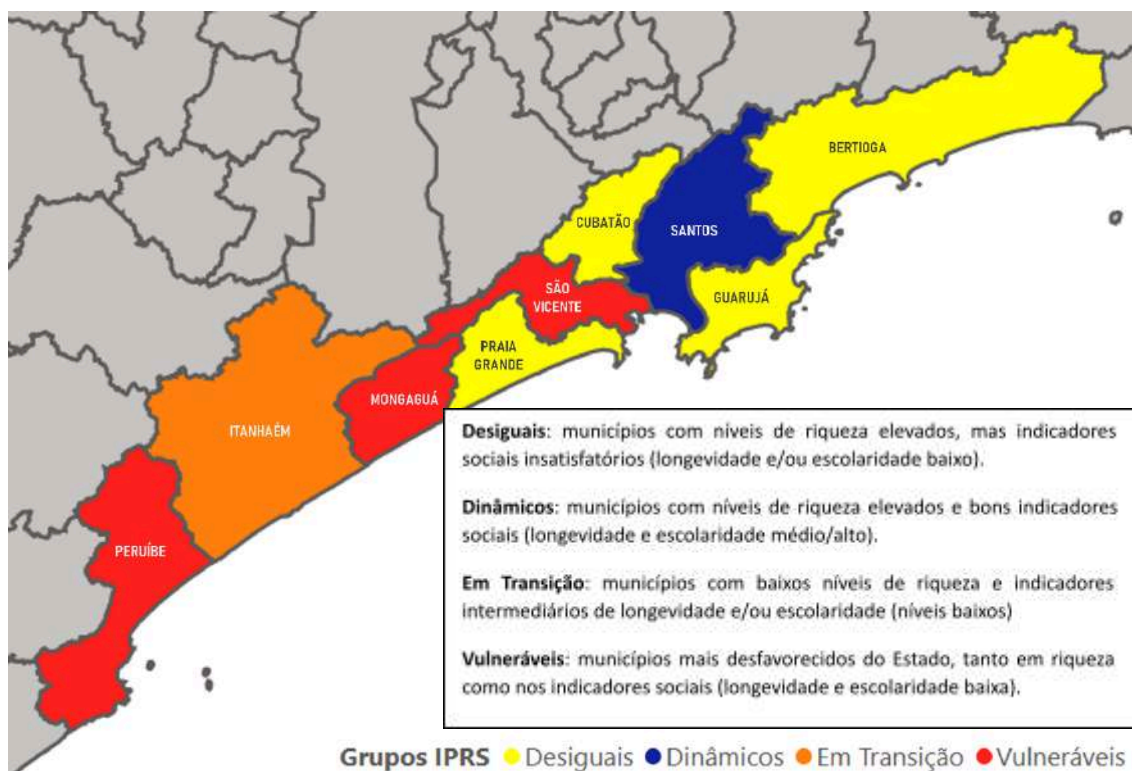 BERTIOGA
CUBATÃO
SANTOS
GUARUJÁ
SÃO
VICENTE
PRAIA
GRANDE
MONGAGUÁ
ITANHAÉM
PERUÍBE
Desiguais: municípios com níveis de riqueza elevados, mas indicadores
sociais insatisfatórios (longevidade e/ou escolaridade baixo).
Dinâmicos: municípios com níveis de riqueza elevados e bons indicadores
sociais (longevidade e escolaridade médio/alto).
Em Transição: municípios com baixos níveis de riqueza e indicadores
intermediários de longevidade e/ou escolaridade (níveis baixos)
Vulneráveis: municípios mais desfavorecidos do Estado, tanto em riqueza
como nos indicadores sociais (longevidade e escolaridade baixa).
Grupos IPRS Desiguais Dinâmicos Em Transição Vulneráveis